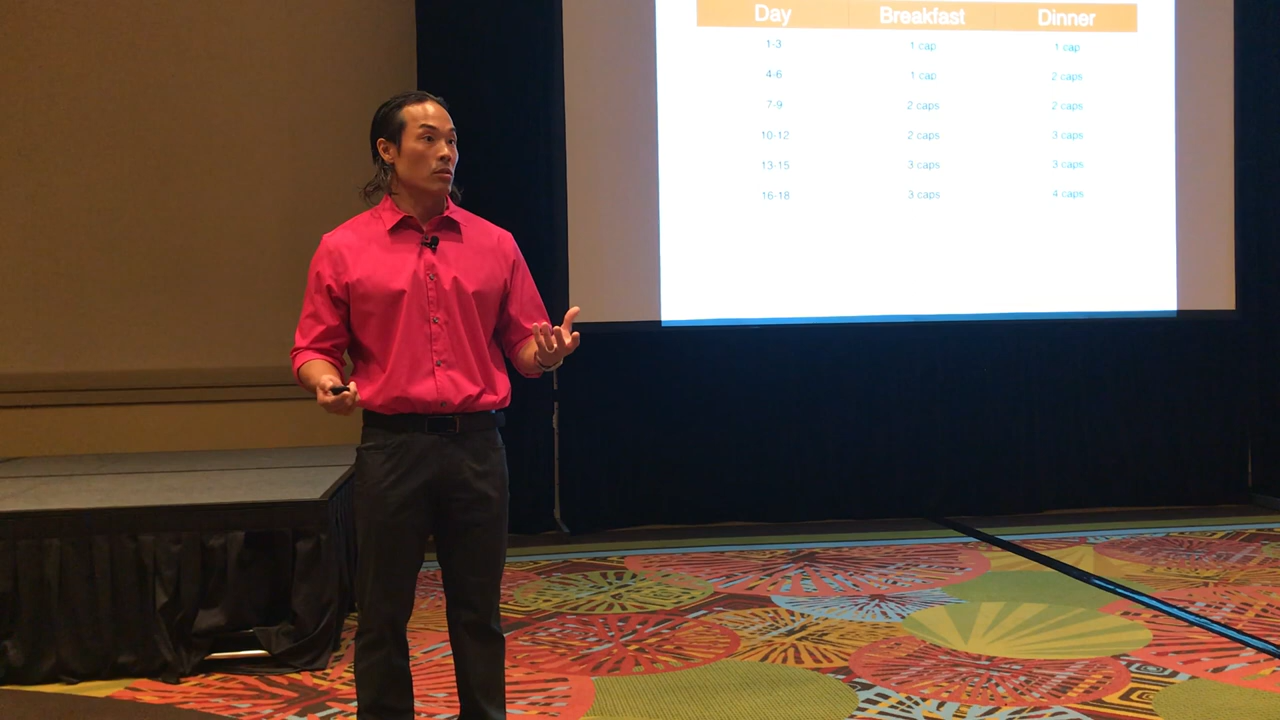 Day Breakfast Dinner
1-3 1 cap 1 cap
4-6 1 cap 2 caps
7-9 2 caps 2 caps
10-12 2 caps 3 caps
13-15 3 caps 3 caps
16-18 3 caps 4 caps